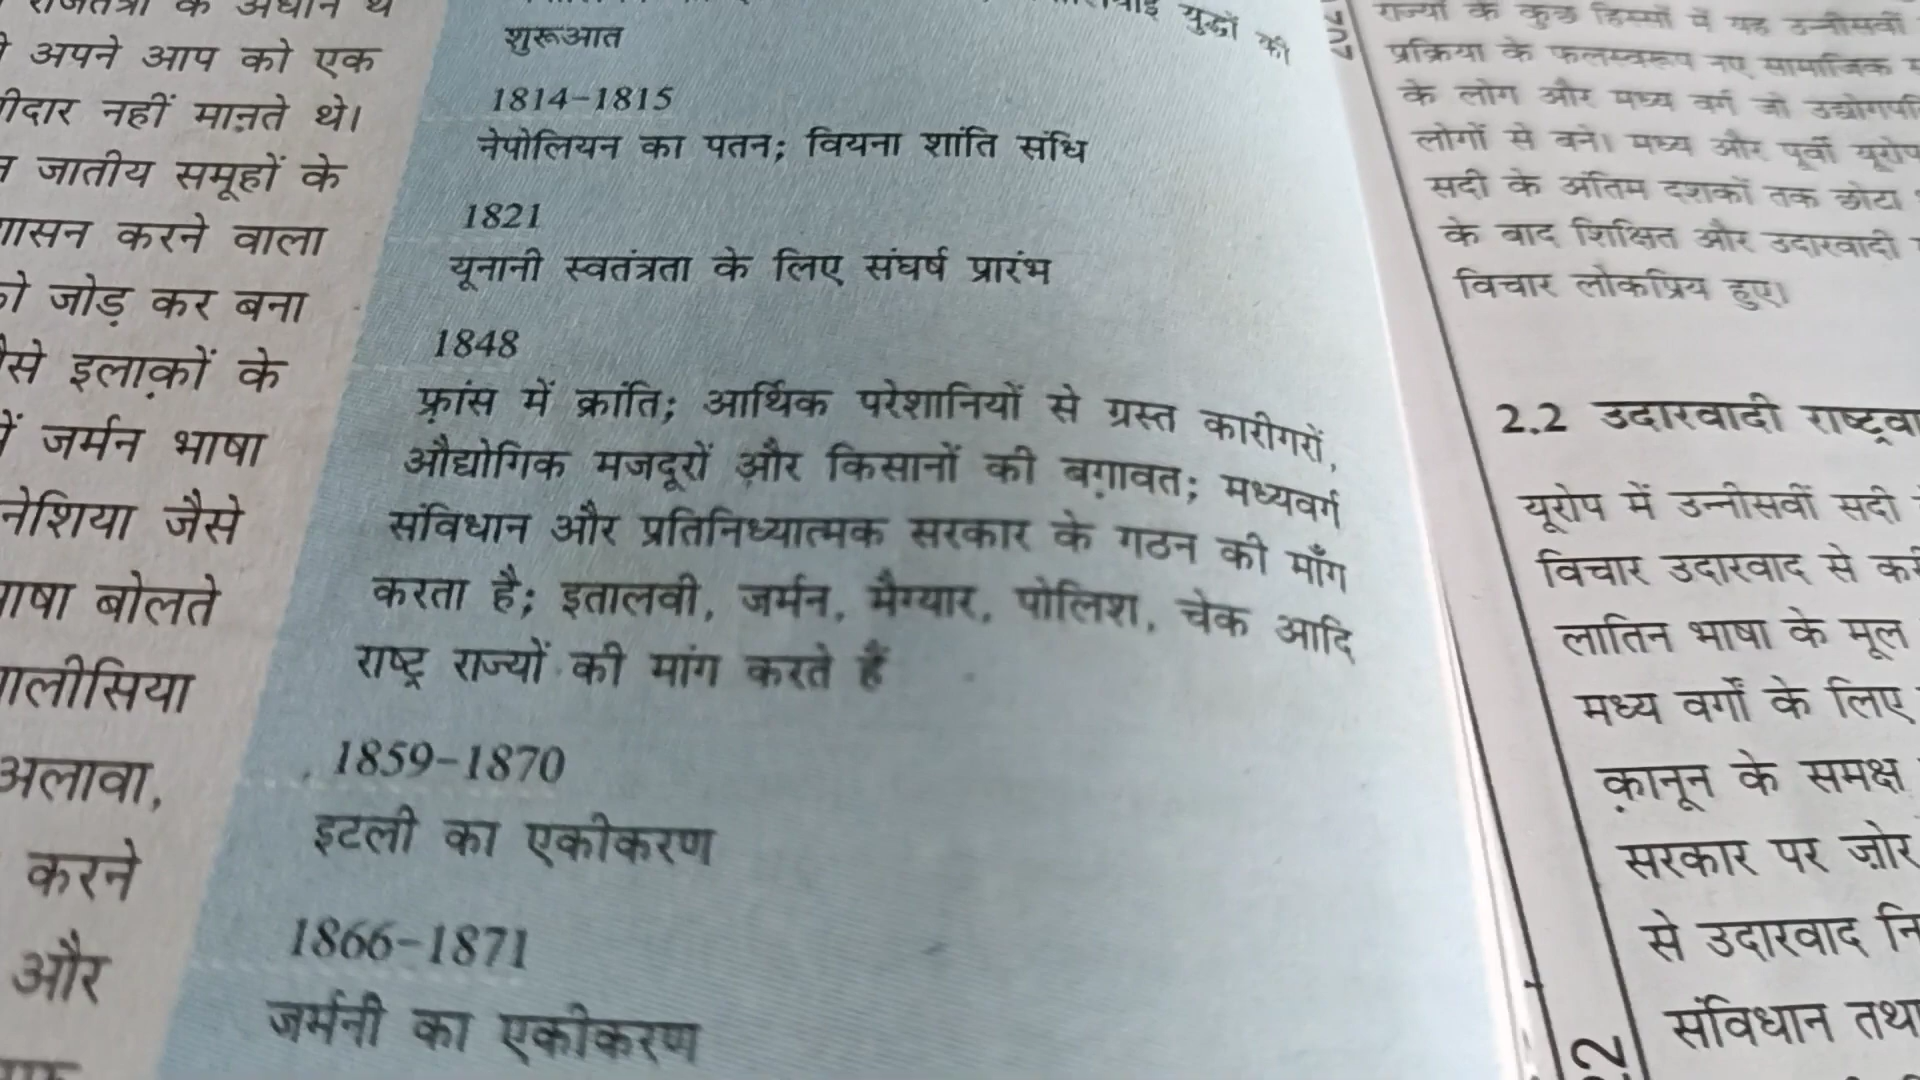 अपने आप को एक
नहीं मानते थे।
जातीय समूहों के
करने वाला
जोड़ कर बना
इलाक़ों के
जर्मन भाषा
जैसे
बोलते
अलावा,
करने
और
युद्धों की
शुरूआत
1814-1815
नेपोलियन का पतन; वियना शांति संधि
1821
यूनानी स्वतंत्रता के लिए संघर्ष प्रारंभ
1848
फ़्रांस में क्रांति; आर्थिक परेशानियों से ग्रस्त कारीगरों,
औद्योगिक मजदूरों और किसानों की बग़ावत; मध्यवर्ग
संविधान और प्रतिनिध्यात्मक सरकार के गठन की माँग
करता है; इतालवी, जर्मन, मैग्यार, पोलिश, चेक आदि
राष्ट्र राज्यों की मांग करते हैं
1859-1870
इटली का एकीकरण
1866-1871
जर्मनी का एकीकरण
राज्यों के कुछ हिस्सों में यह उन्नीसवीं
प्रक्रिया के फलस्वरूप नए सामाजिक
के लोग और मध्य वर्ग जो
लोगों से बने। मध्य और पूर्वी
सदी के अंतिम दशकों तक छोटा
के बाद शिक्षित और उदारवादी
विचार लोकप्रिय हुए।
2.2 उदारवादी
यूरोप में उन्नीसवीं सदी
विचार उदारवाद से
लातिन भाषा के मूल
मध्य वर्गों के लिए
क़ानून के समक्ष
सरकार पर ज़ोर
से उदारवाद
संविधान तथा